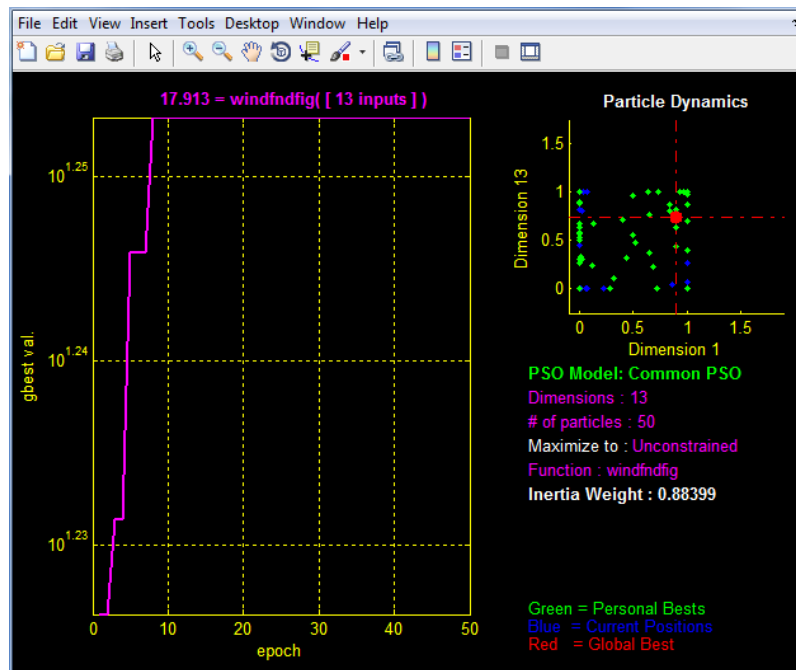 File Edit View Insert Tools Desktop Window Help
17.913 = windfndfig( [ 13 inputs ] )
10^1.25
10^1.24
10^1.23
gbest val.
0 10 20 30 40 50
epoch
Particle Dynamics
1.5
1
0.5
0
Dimension 13
0 0.5 1 1.5
Dimension 1
PSO Model: Common PSO
Dimensions : 13
# of particles : 50
Maximize to : Unconstrained
Function : windfndfig
Inertia Weight : 0.88399
Green = Personal Bests
Blue = Current Positions
Red = Global Best